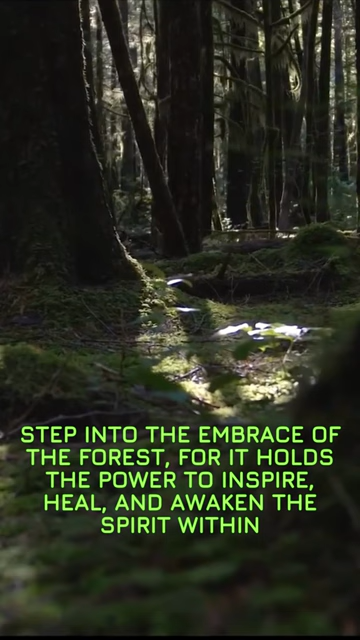 STEP INTO THE EMBRACE OF
THE FOREST, FOR IT HOLDS
THE POWER TO INSPIRE,
HEAL, AND AWAKEN THE
SPIRIT WITHIN